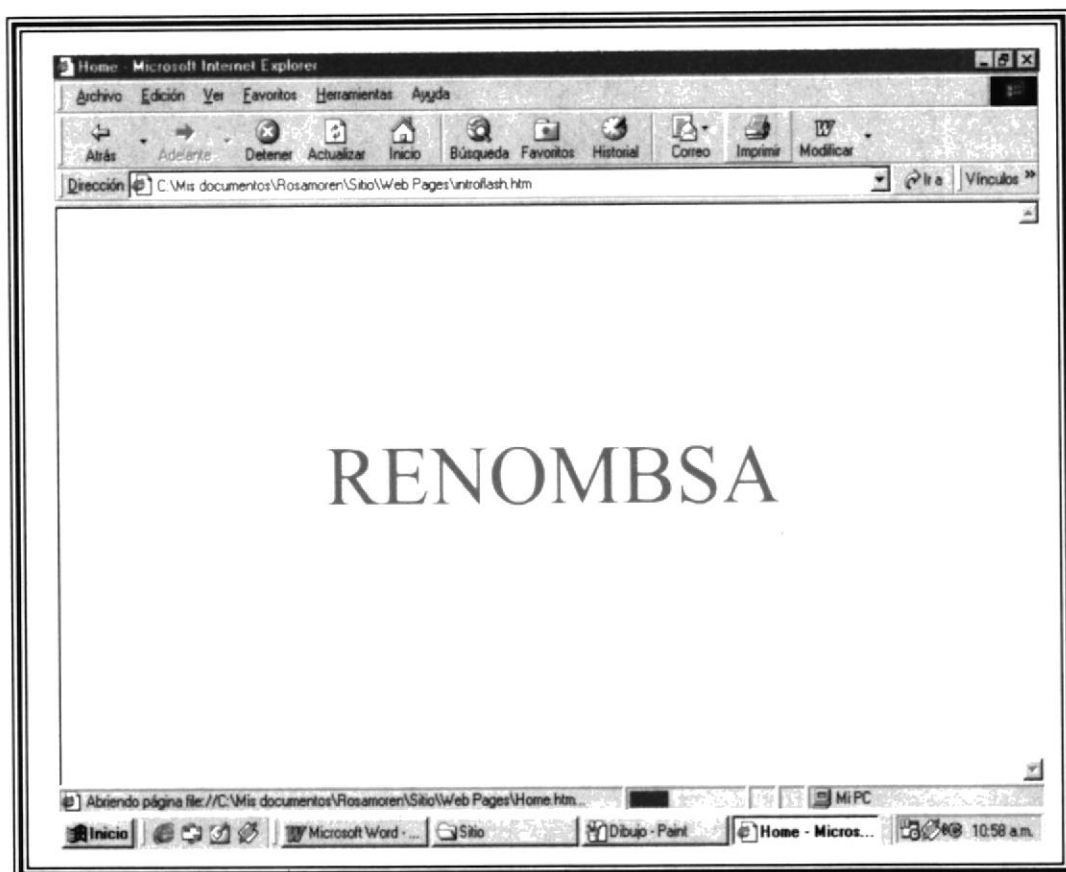 Home - Microsoft Internet Explorer
Archivo Edición Ver Favoritos Herramientas Ayuda
Atrás Adelante Detener Actualizar Inicio Búsqueda Favoritos Historial Correo Imprimir Modificar
Dirección C:\Mis documentos\Rosamoren\Sitio\Web Pages\introflash.htm Ir a Vínculos »
RENOMBSA
Abriendo página file://C:\Mis documentos\Rosamoren\Sitio\Web Pages\Home.htm... Mi PC
Inicio Microsoft Word - ... Sitio Dibujo - Paint Home - Micros... 10:58 a.m.